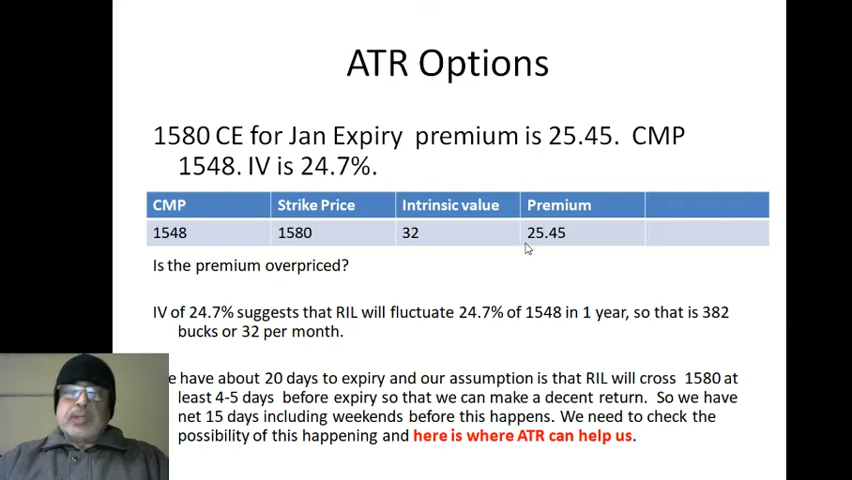 ATR Options
1580 CE for Jan Expiry premium is 25.45. CMP
1548. IV is 24.7%.
CMP Strike Price Intrinsic value Premium
1548 1580 32 25.45
Is the premium overpriced?
IV of 24.7% suggests that RIL will fluctuate 24.7% of 1548 in 1 year, so that is 382
bucks or 32 per month.
e have about 20 days to expiry and our assumption is that RIL will cross 1580 at
least 4-5 days before expiry so that we can make a decent return. So we have
net 15 days including weekends before this happens. We need to check the
possibility of this happening and here is where ATR can help us.